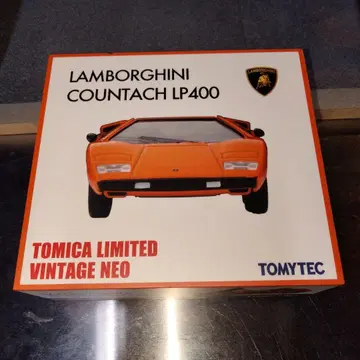 LAMBORGHINI
COUNTACH LP400
TOMICA LIMITED
VINTAGE NEO
TOMYTEC